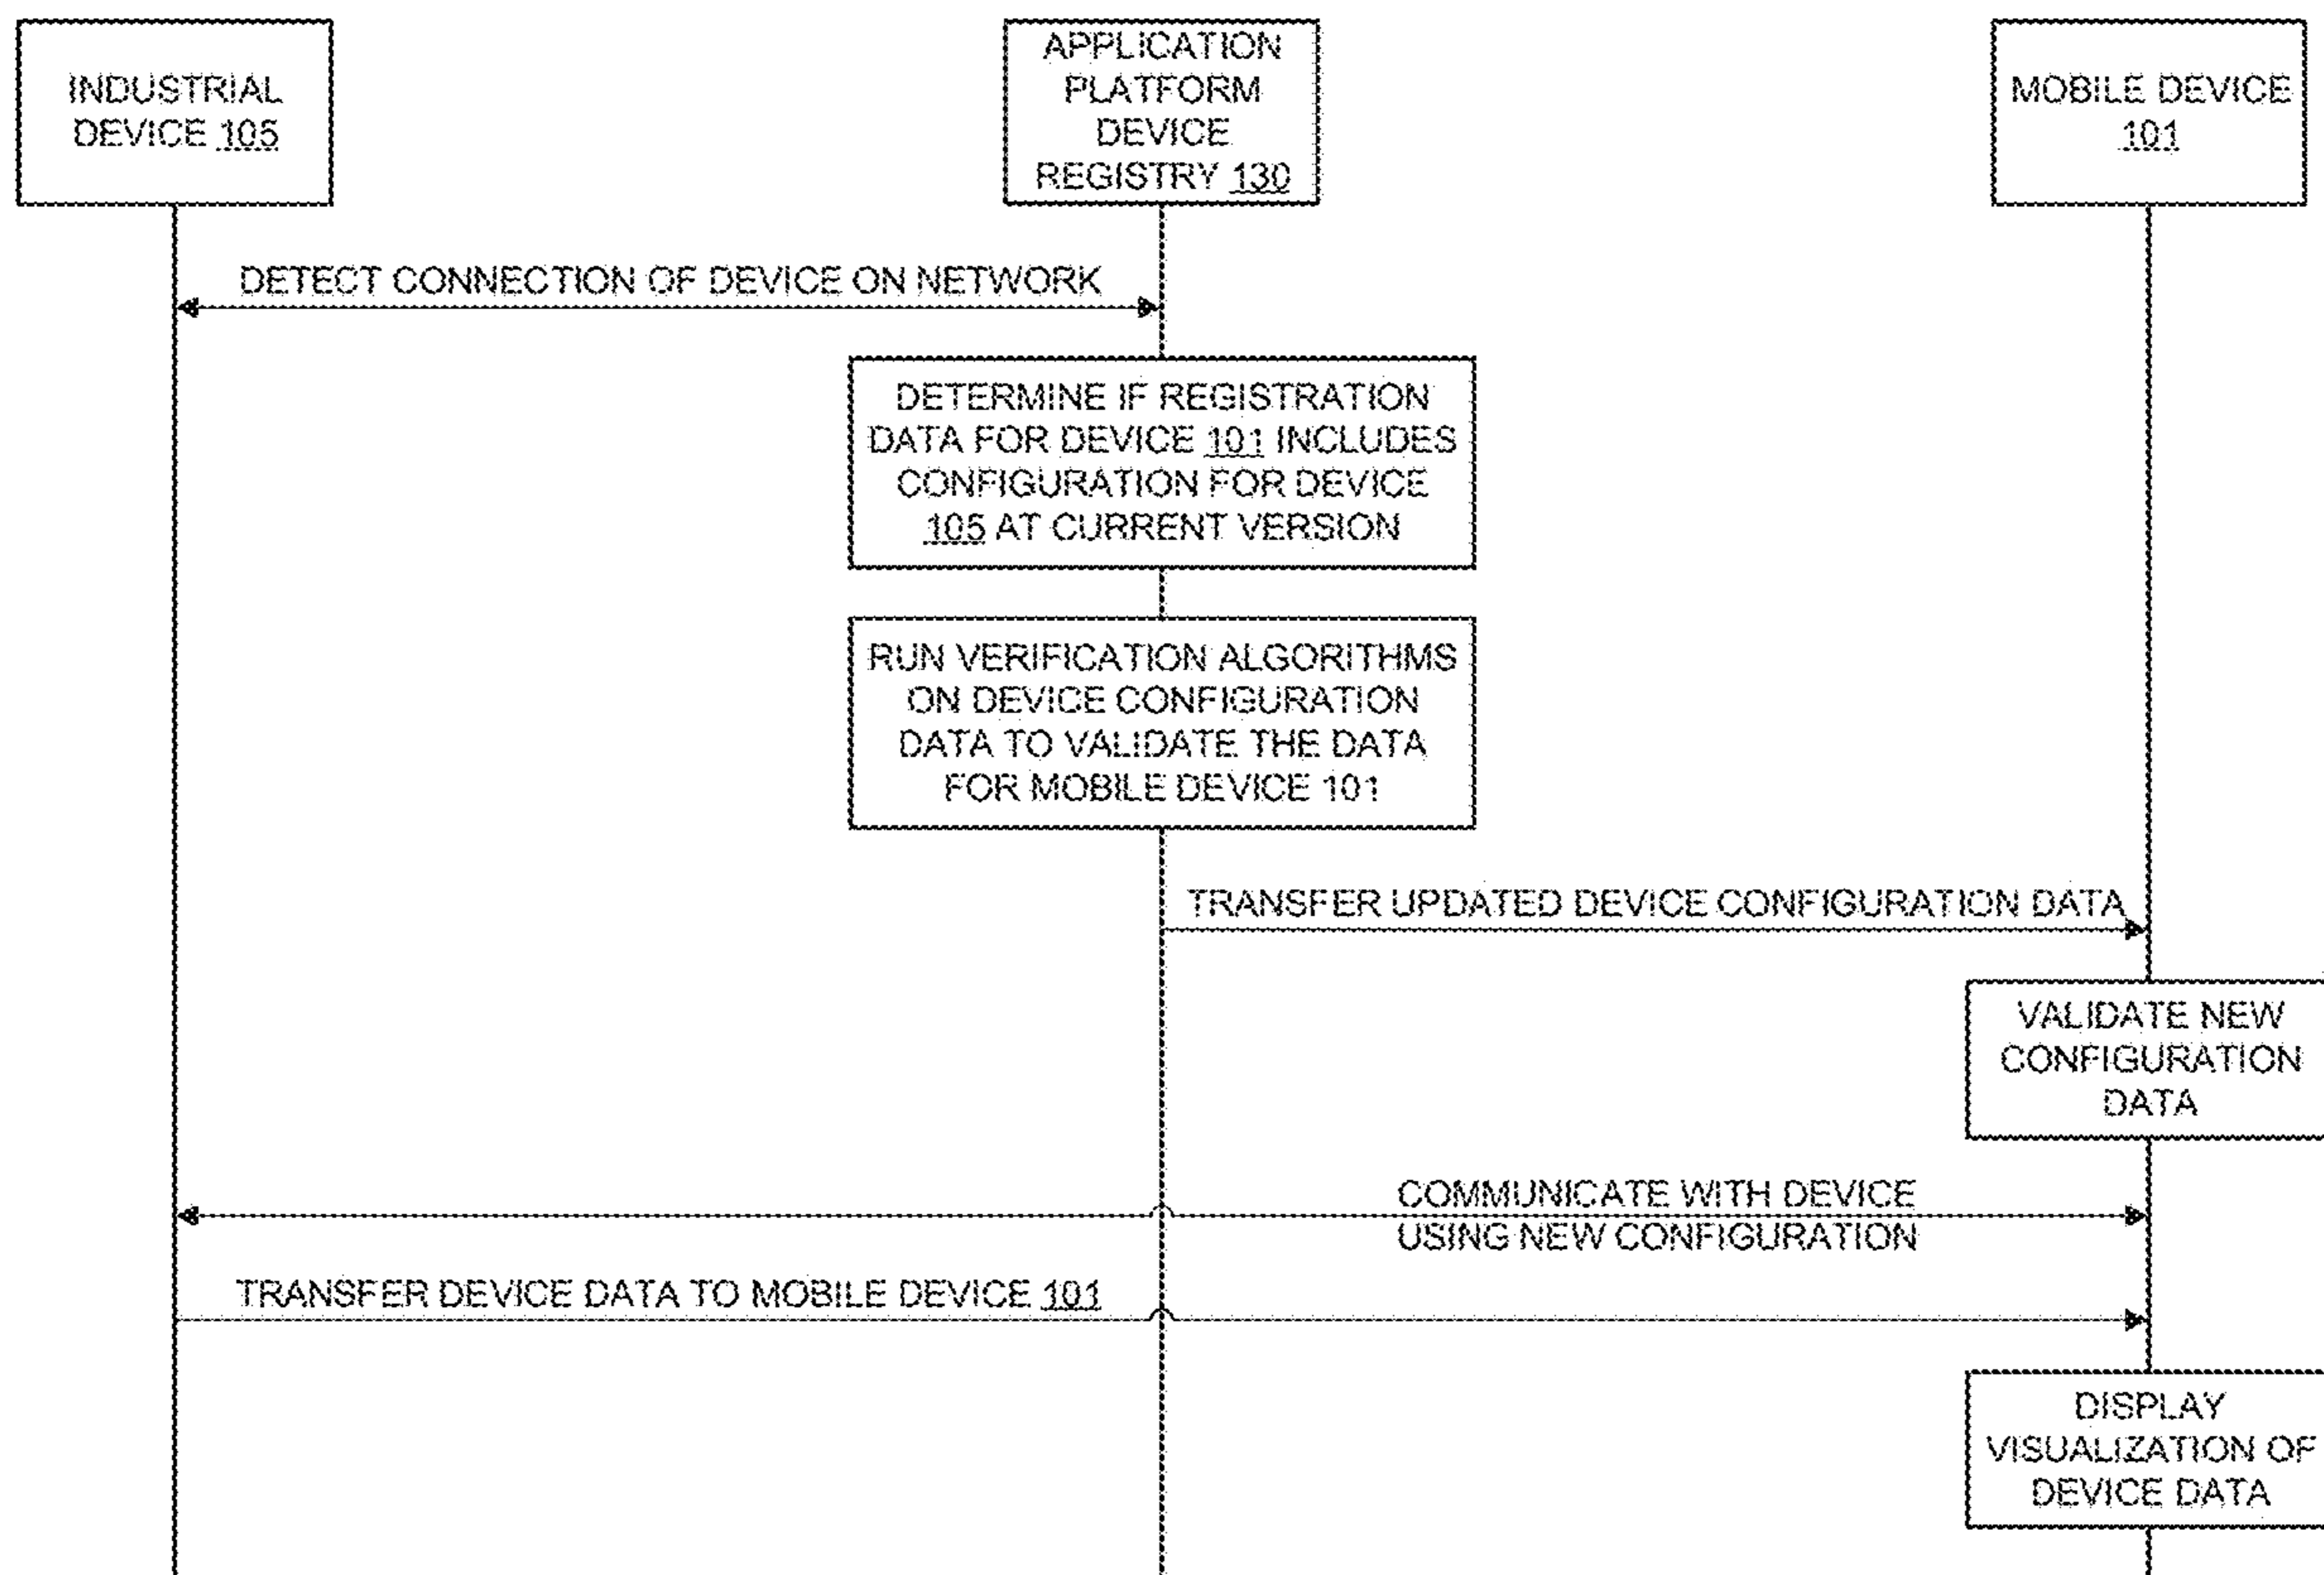 INDUSTRIAL
DEVICE 105
APPLICATION
PLATFORM
DEVICE
REGISTRY 130
MOBILE DEVICE
101
DETECT CONNECTION OF DEVICE ON NETWORK
DETERMINE IF REGISTRATION
DATA FOR DEVICE 101 INCLUDES
CONFIGURATION FOR DEVICE
105 AT CURRENT VERSION
RUN VERIFICATION ALGORITHMS
ON DEVICE CONFIGURATION
DATA TO VALIDATE THE DATA
FOR MOBILE DEVICE 101
TRANSFER UPDATED DEVICE CONFIGURATION DATA
VALIDATE NEW
CONFIGURATION
DATA
COMMUNICATE WITH DEVICE
USING NEW CONFIGURATION
TRANSFER DEVICE DATA TO MOBILE DEVICE 101
DISPLAY
VISUALIZATION OF
DEVICE DATA